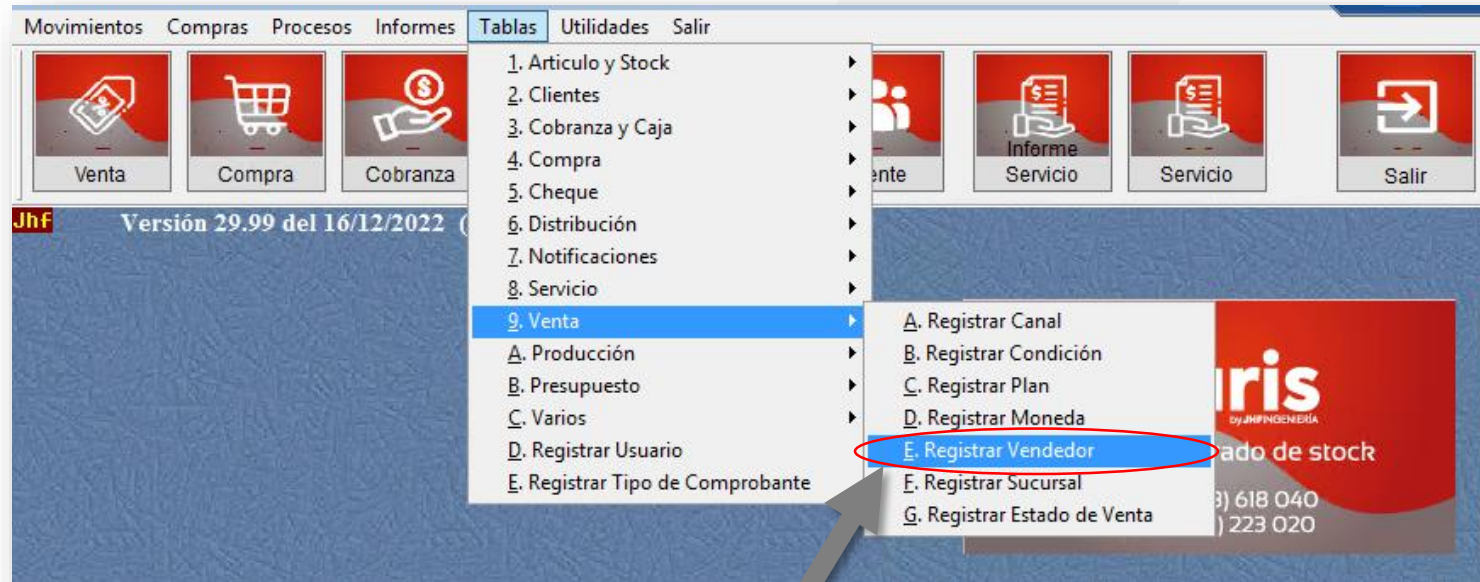 Movimientos Compras Procesos Informes Tablas Utilidades Salir
Venta
Compra
Cobranza
Informe
Servicio
Servicio
Salir
Jhf Versión 29.99 del 16/12/2022 (
1. Articulo y Stock
2. Clientes
3. Cobranza y Caja
4. Compra
5. Cheque
6. Distribución
7. Notificaciones
8. Servicio
9. Venta
A. Producción
B. Presupuesto
C. Varios
D. Registrar Usuario
E. Registrar Tipo de Comprobante
A. Registrar Canal
B. Registrar Condición
C. Registrar Plan
D. Registrar Moneda
E. Registrar Vendedor
F. Registrar Sucursal
G. Registrar Estado de Venta
ris
by JHFINGENIERÍA
ado de stock
) 618 040
) 223 020